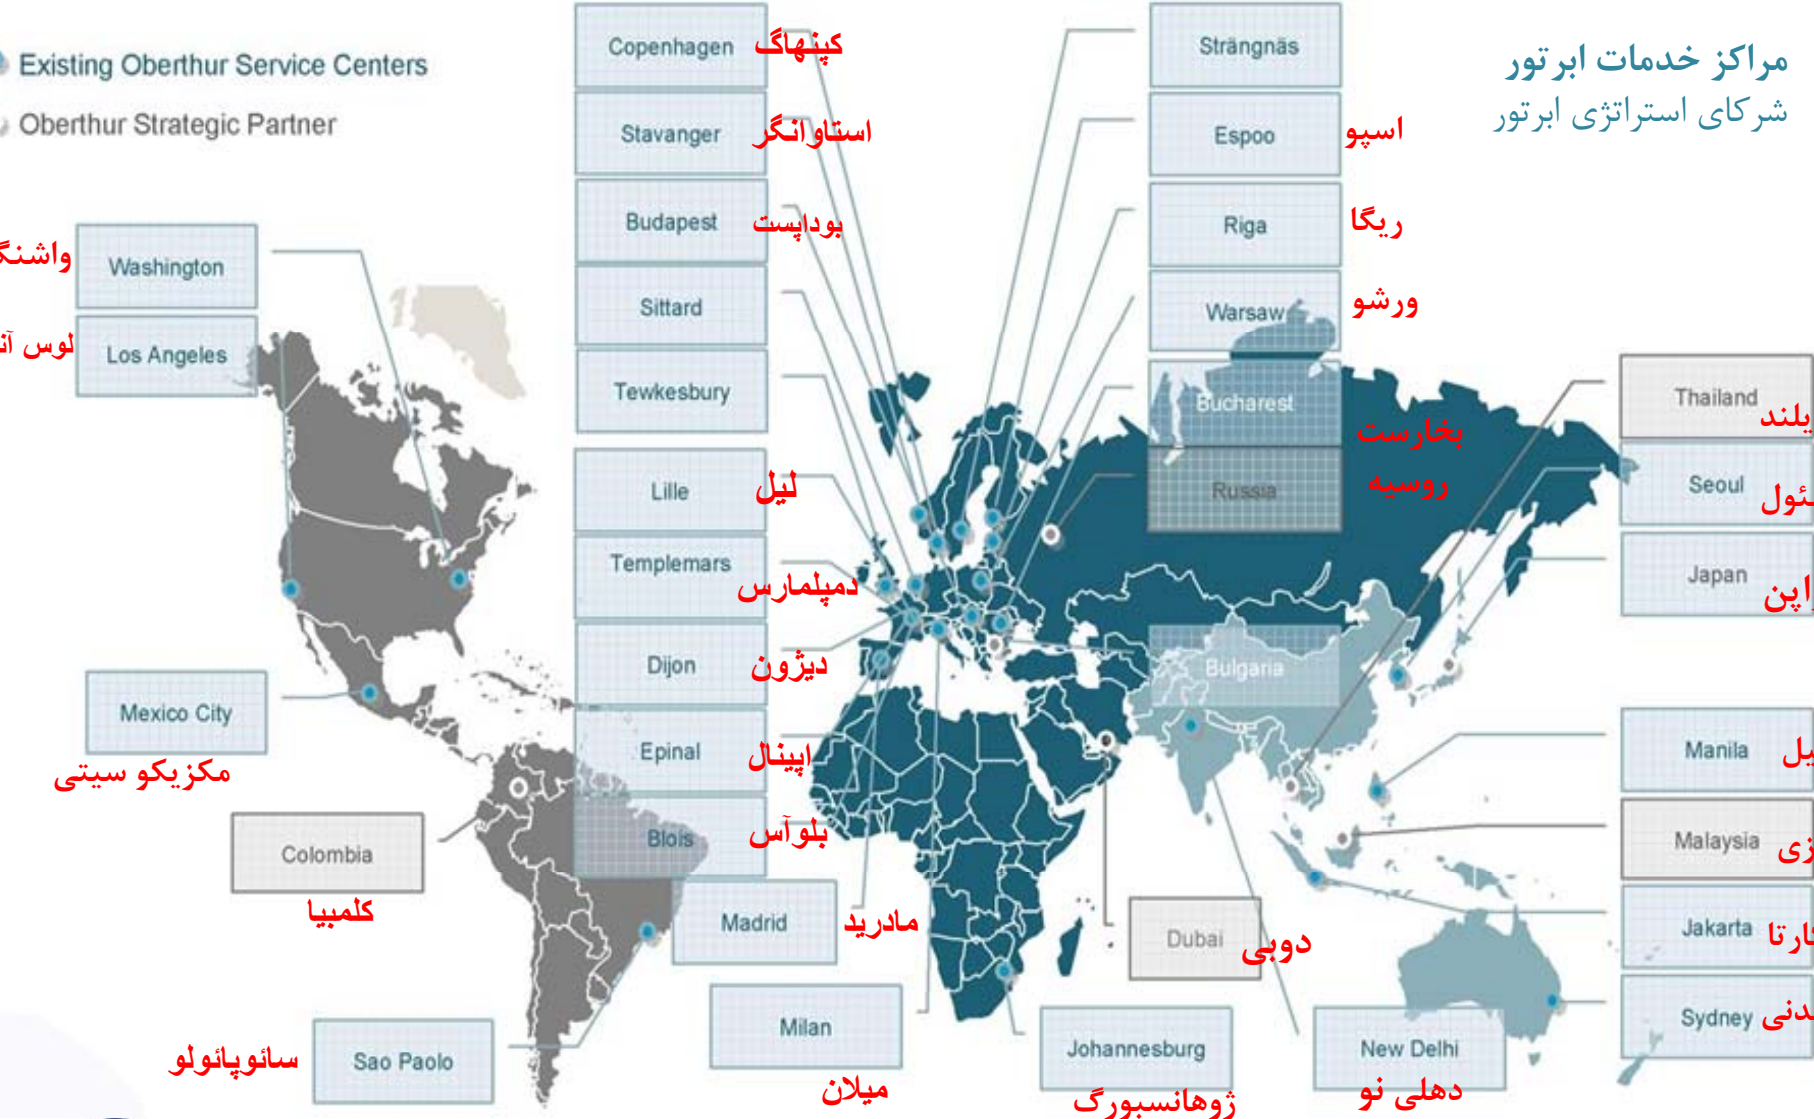 Existing Oberthur Service Centers
Oberthur Strategic Partner
مراکز خدمات ابر تور
شرکای استراتژی ابرتور
Copenhagen کپنهاگ
Stavanger استاوانگر
Budapest بوداپست
Sittard
Tewkesbury
Lille لیل
Templemars دمپلمارس
Dijon دیژون
Epinal اپینال
Blois بلوآس
Madrid مادرید
Milan
میلان
Strängnäs
Espoo اسپو
Riga ریگا
Warsaw ورشو
Bucharest بخارست
Russia روسیه
Bulgaria
Washington
Los Angeles
لوس
Mexico City
مکزیکو سیتی
Colombia
کلمبیا
سائوپائولو Sao Paolo
Dubai دوبی
Johannesburg
ژوهانسبورگ
New Delhi
دهلی نو
Thailand
Seoul
Japan
Manila
Malaysia
Jakarta
Sydney